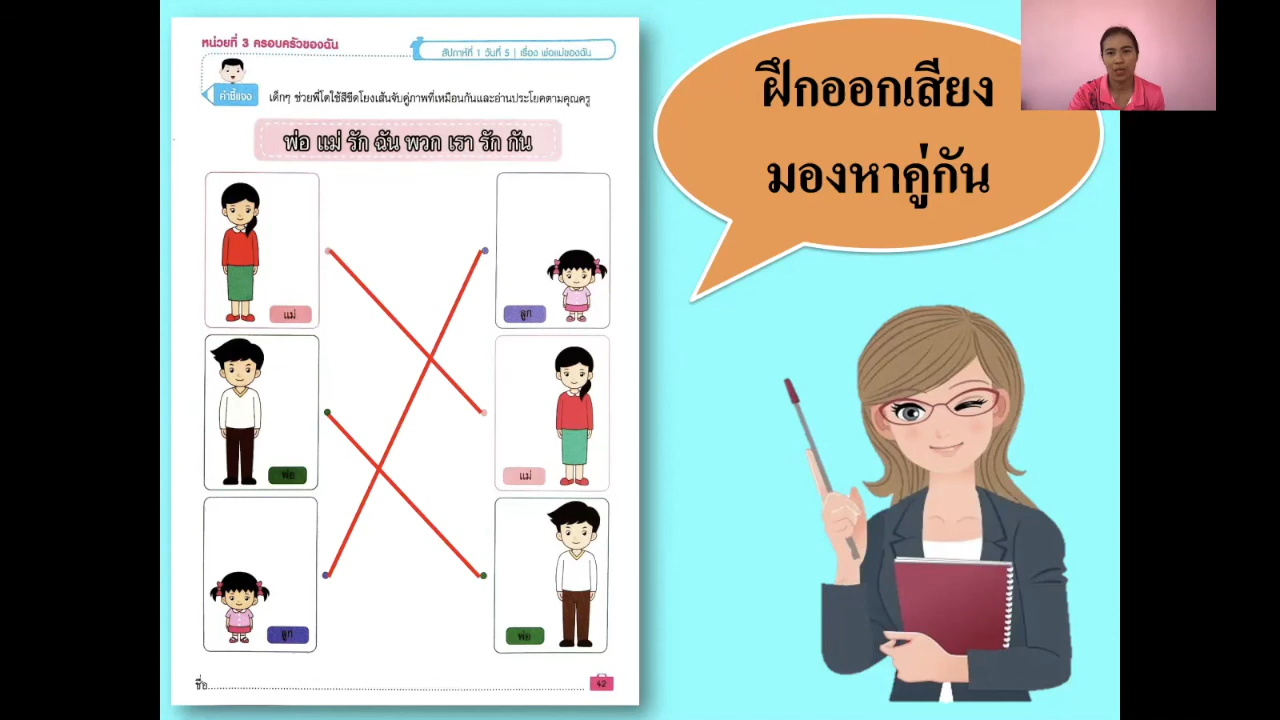 หน่วยที่ 3 ครอบครัวของฉัน
สัปดาห์ที่ 1 วันที่ 5 | เรื่อง พ่อแม่ของฉัน
คำชี้แจง
เด็กๆ ช่วยพี่โตใช้สีขีดโยงเส้นจับคู่ภาพที่เหมือนกันและอ่านประโยคตามคุณครู
พ่อ แม่ รัก ฉัน พวก เรา รัก กัน
แม่
ลูก
พ่อ
แม่
ลูก
พ่อ
ชื่อ
42
ฝึกออกเสียง
มองหาคู่กัน